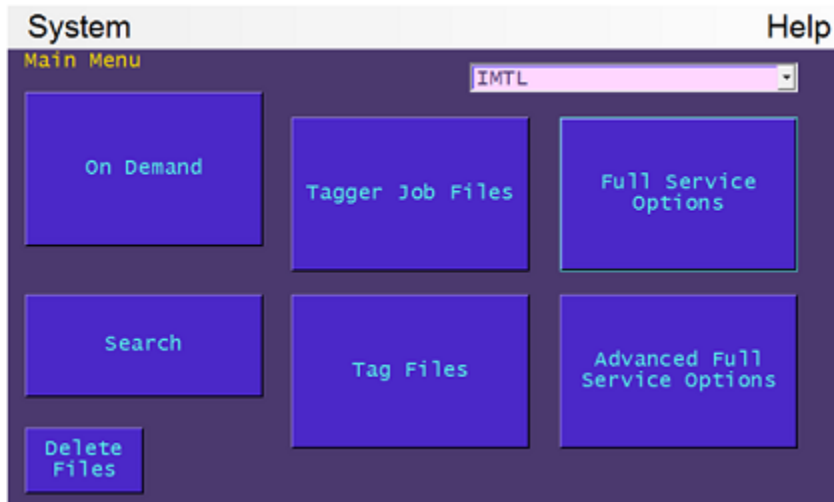 System Help
Main Menu
IMTL
On Demand
Tagger Job Files
Full Service
Options
Search
Tag Files
Advanced Full
Service Options
Delete
Files